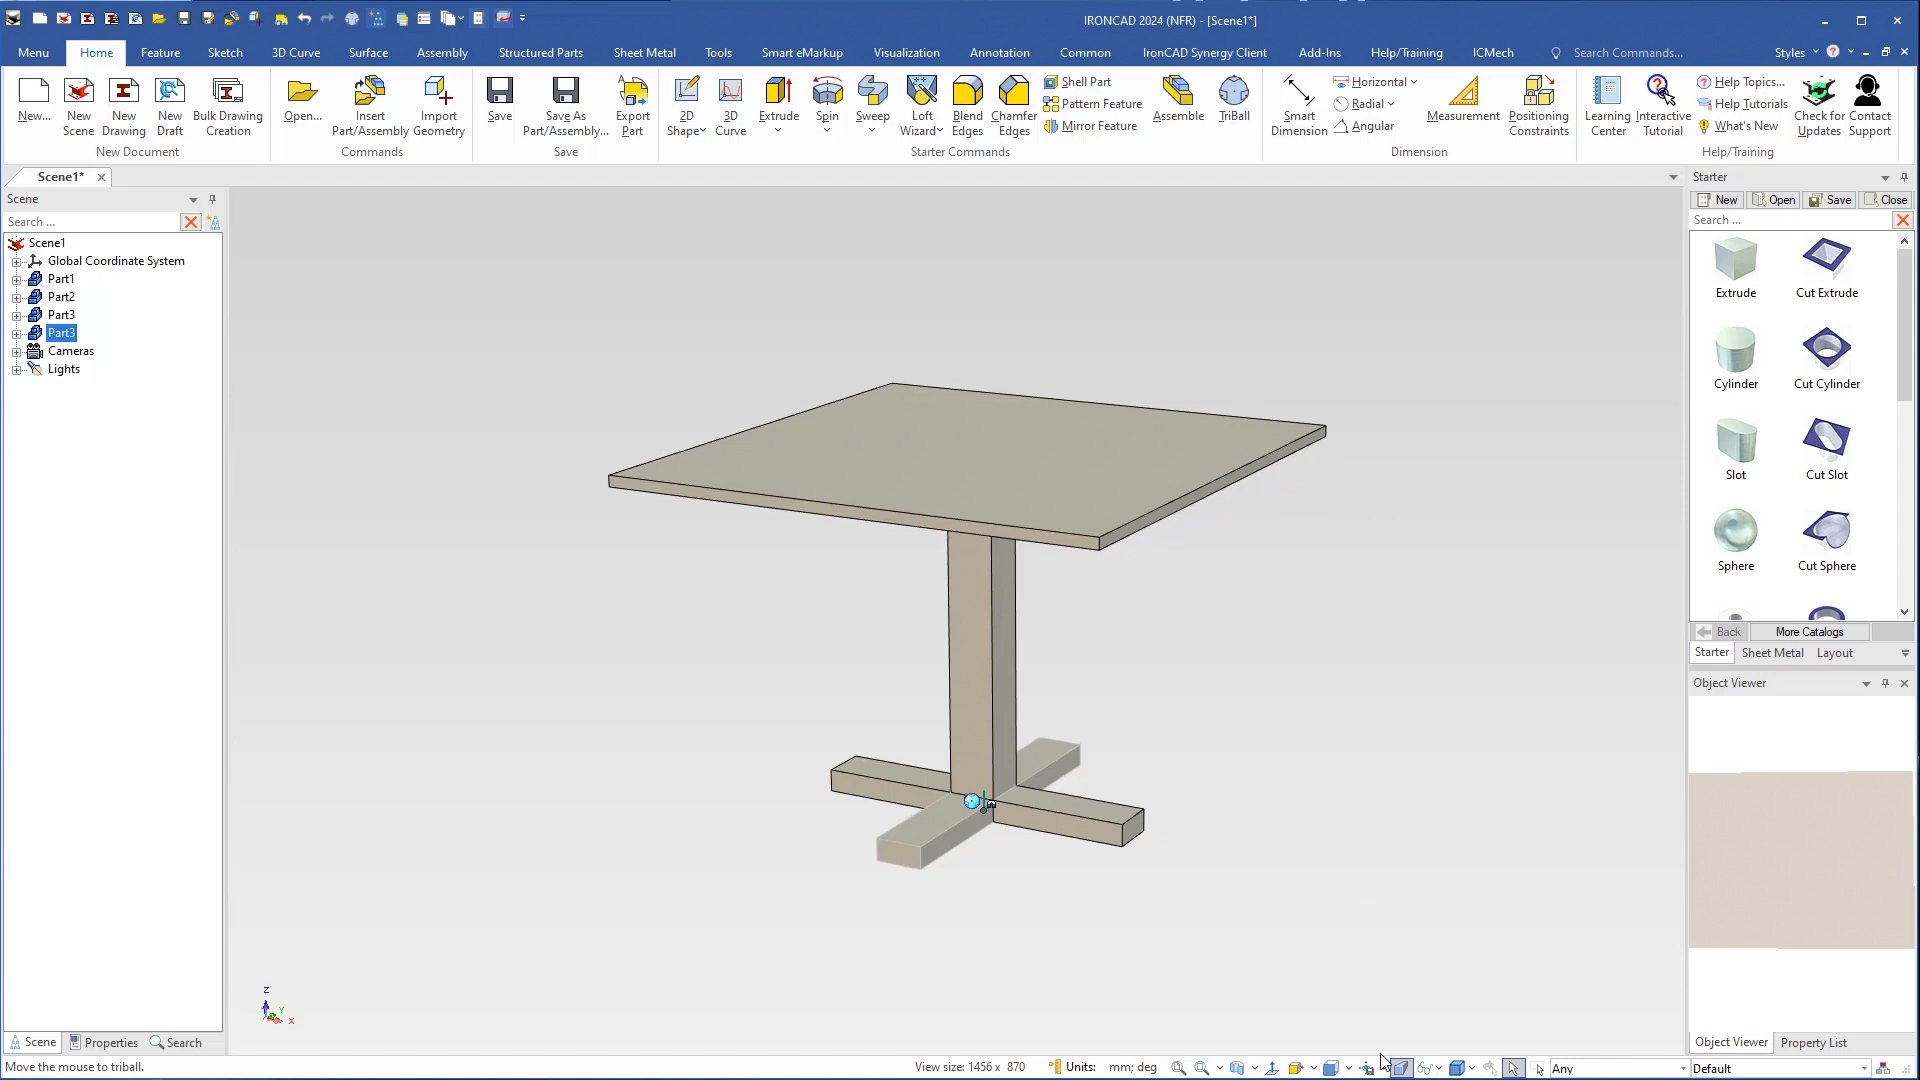 IRONCAD 2024 (NFR) - [Scene1*]
Menu Home Feature Sketch 3D Curve Surface Assembly Structured Parts Sheet Metal Tools Smart eMarkup Visualization Annotation Common IronCAD Synergy Client Add-Ins Help/Training ICMech Search Commands... Styles
New... New Scene New Drawing New Draft Bulk Drawing Creation
New Document
Open... Insert Part/Assembly Import Geometry
Commands
Save Save As Part/Assembly... Export Part
Save
2D Shape 3D Curve Extrude Spin Sweep Loft Wizard Blend Edges Chamfer Edges
Shell Part
Pattern Feature
Mirror Feature
Assemble TriBall
Starter Commands
Smart Dimension
Horizontal
Radial
Angular
Measurement Positioning Constraints
Dimension
Learning Center Interactive Tutorial
Help Topics...
Help Tutorials
What's New
Check for Updates Contact Support
Help/Training
Scene1*
Scene
Search ...
Scene1
Global Coordinate System
Part1
Part2
Part3
Part3
Cameras
Lights
Z
Y
X
Scene Properties Search
Starter
New Open Save Close
Search ...
Extrude Cut Extrude
Cylinder Cut Cylinder
Slot Cut Slot
Sphere Cut Sphere
Back More Catalogs
Starter Sheet Metal Layout
Object Viewer
Object Viewer Property List
Move the mouse to triball. View size: 1456 x 870 Units: mm; deg Any Default